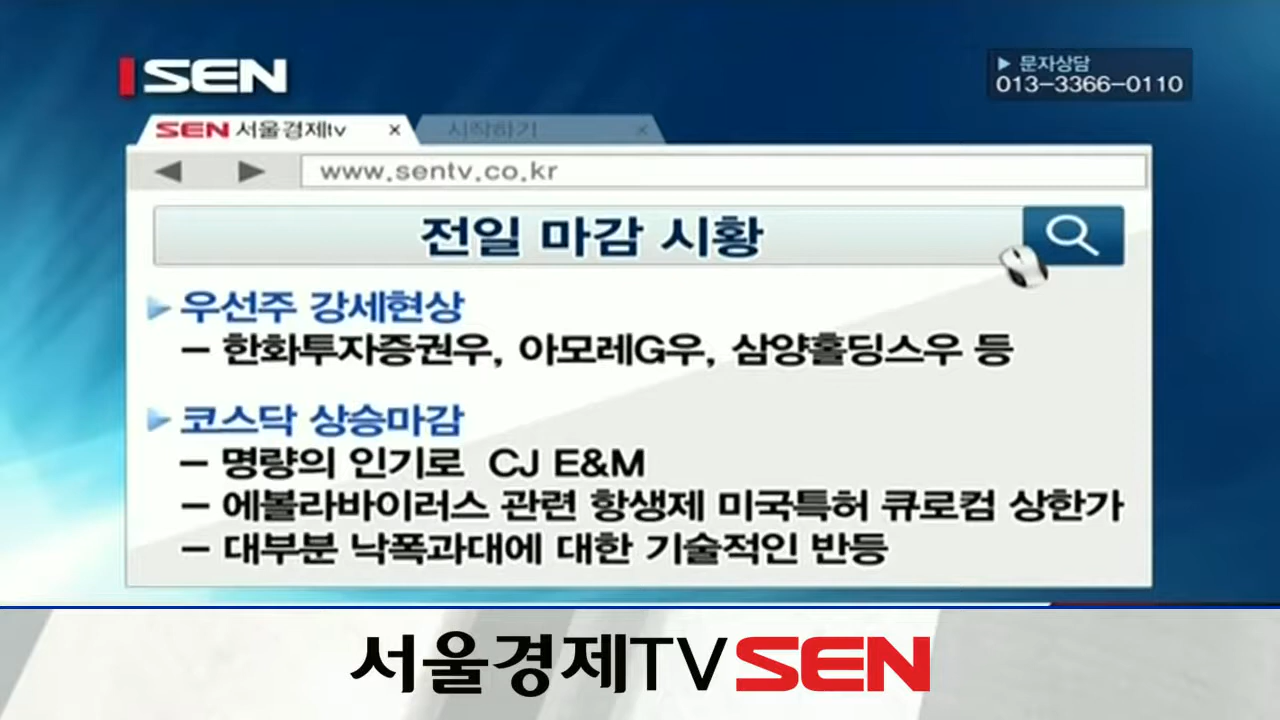 SEN
▶ 문자상담
013-3366-0110
SEN 서울경제tv × 시작하기 ×
www.sentv.co.kr
전일 마감 시황
▶ 우선주 강세현상
- 한화투자증권우, 아모레G우, 삼양홀딩스우 등
▶ 코스닥 상승마감
- 명량의 인기로 CJ E&M
- 에볼라바이러스 관련 항생제 미국특허 큐로컴 상한가
- 대부분 낙폭과대에 대한 기술적인 반등
서울경제TV SEN